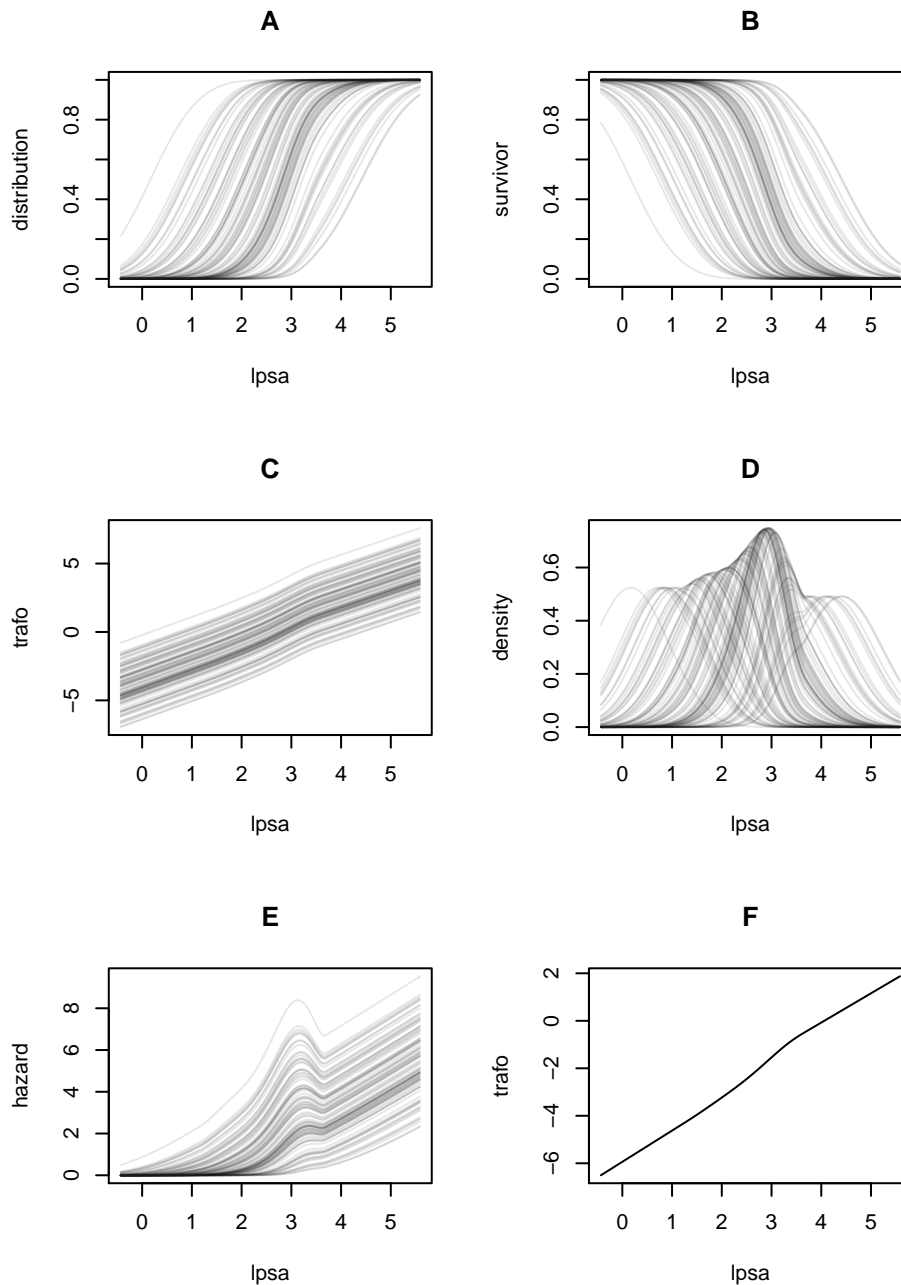 A
distribution
0.0 0.4 0.8
0 1 2 3 4 5
lpsa
B
survivor
0.0 0.4 0.8
0 1 2 3 4 5
lpsa
C
trafo
−5 0 5
0 1 2 3 4 5
lpsa
D
density
0.0 0.2 0.4 0.6
0 1 2 3 4 5
lpsa
E
hazard
0 2 4 6 8
0 1 2 3 4 5
lpsa
F
trafo
−6 −4 −2 0 2
0 1 2 3 4 5
lpsa